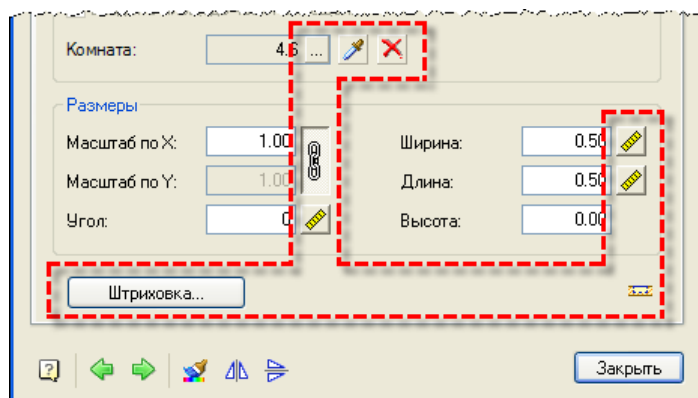 Комната: 4.6 ...
Размеры
Масштаб по X: 1.00 Ширина: 0.50
Масштаб по Y: 1.00 Длина: 0.50
Угол: 0 Высота: 0.00
Штриховка...
? Закрыть